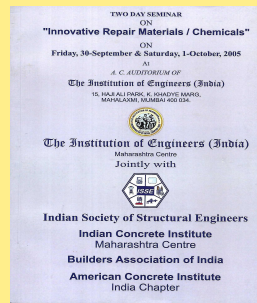 TWO DAY SEMINAR
ON
"Innovative Repair Materials / Chemicals"
ON
Friday, 30-September & Saturday, 1-October, 2005
At
A. C. AUDITORIUM OF
The Institution of Engineers (India)
15, HAJI ALI PARK, K. KHADYE MARG,
MAHALAXMI, MUMBAI 400 034.
The Institution of Engineers (India)
Maharashtra Centre
Jointly with
ISSE
Indian Society of Structural Engineers
Indian Concrete Institute
Maharashtra Centre
Builders Association of India
American Concrete Institute
India Chapter